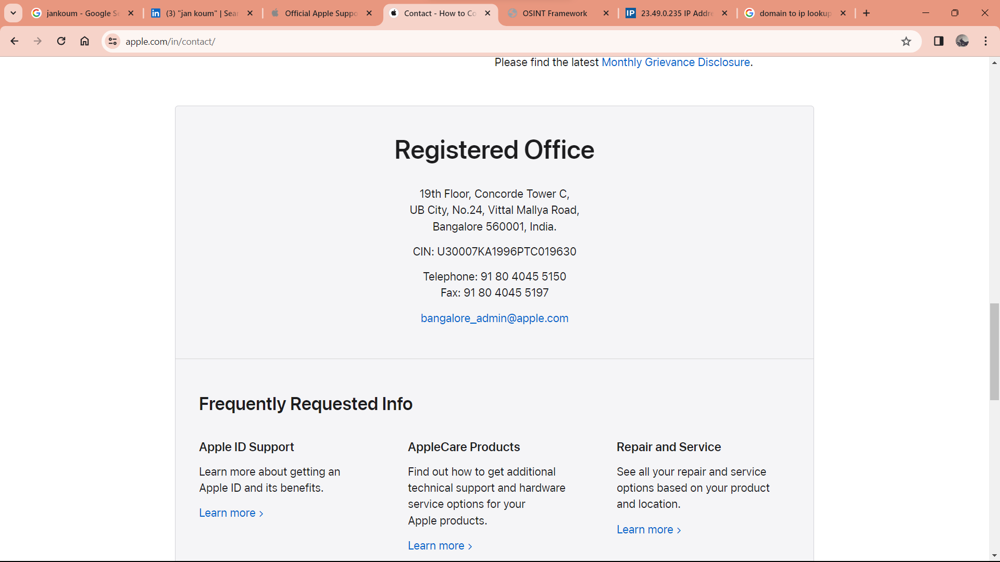 jankoum - Google Se
(3) "jan koum" | Sear
Official Apple Suppo
Contact - How to Co
OSINT Framework
IP 23.49.0.235 IP Addre
domain to ip lookup
apple.com/in/contact/
Please find the latest Monthly Grievance Disclosure.
Registered Office
19th Floor, Concorde Tower C,
UB City, No.24, Vittal Mallya Road,
Bangalore 560001, India.
CIN: U30007KA1996PTC019630
Telephone: 91 80 4045 5150
Fax: 91 80 4045 5197
bangalore_admin@apple.com
Frequently Requested Info
Apple ID Support
Learn more about getting an
Apple ID and its benefits.
Learn more >
AppleCare Products
Find out how to get additional
technical support and hardware
service options for your
Apple products.
Learn more >
Repair and Service
See all your repair and service
options based on your product
and location.
Learn more >